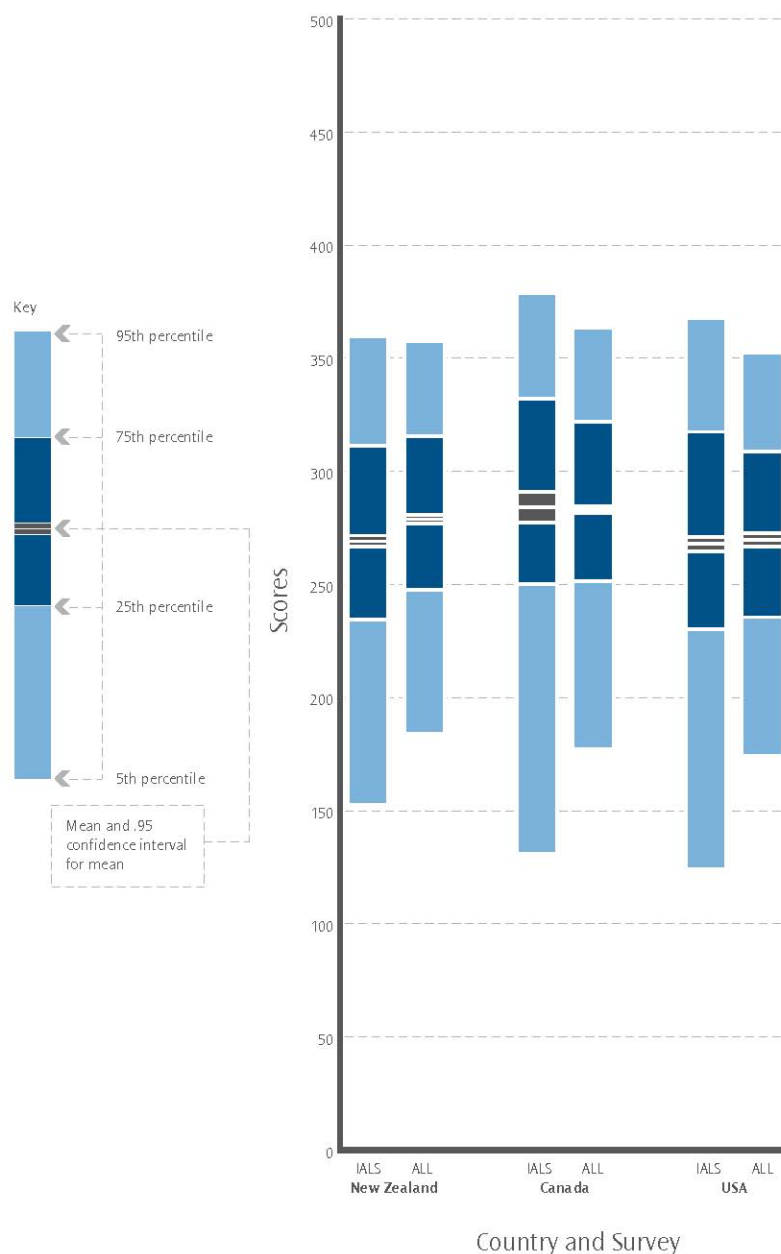 Key
95th percentile
75th percentile
25th percentile
5th percentile
Mean and .95
confidence interval
for mean
Scores
500
450
400
350
300
250
200
150
100
50
0
IALS ALL IALS ALL IALS ALL
New Zealand Canada USA
Country and Survey